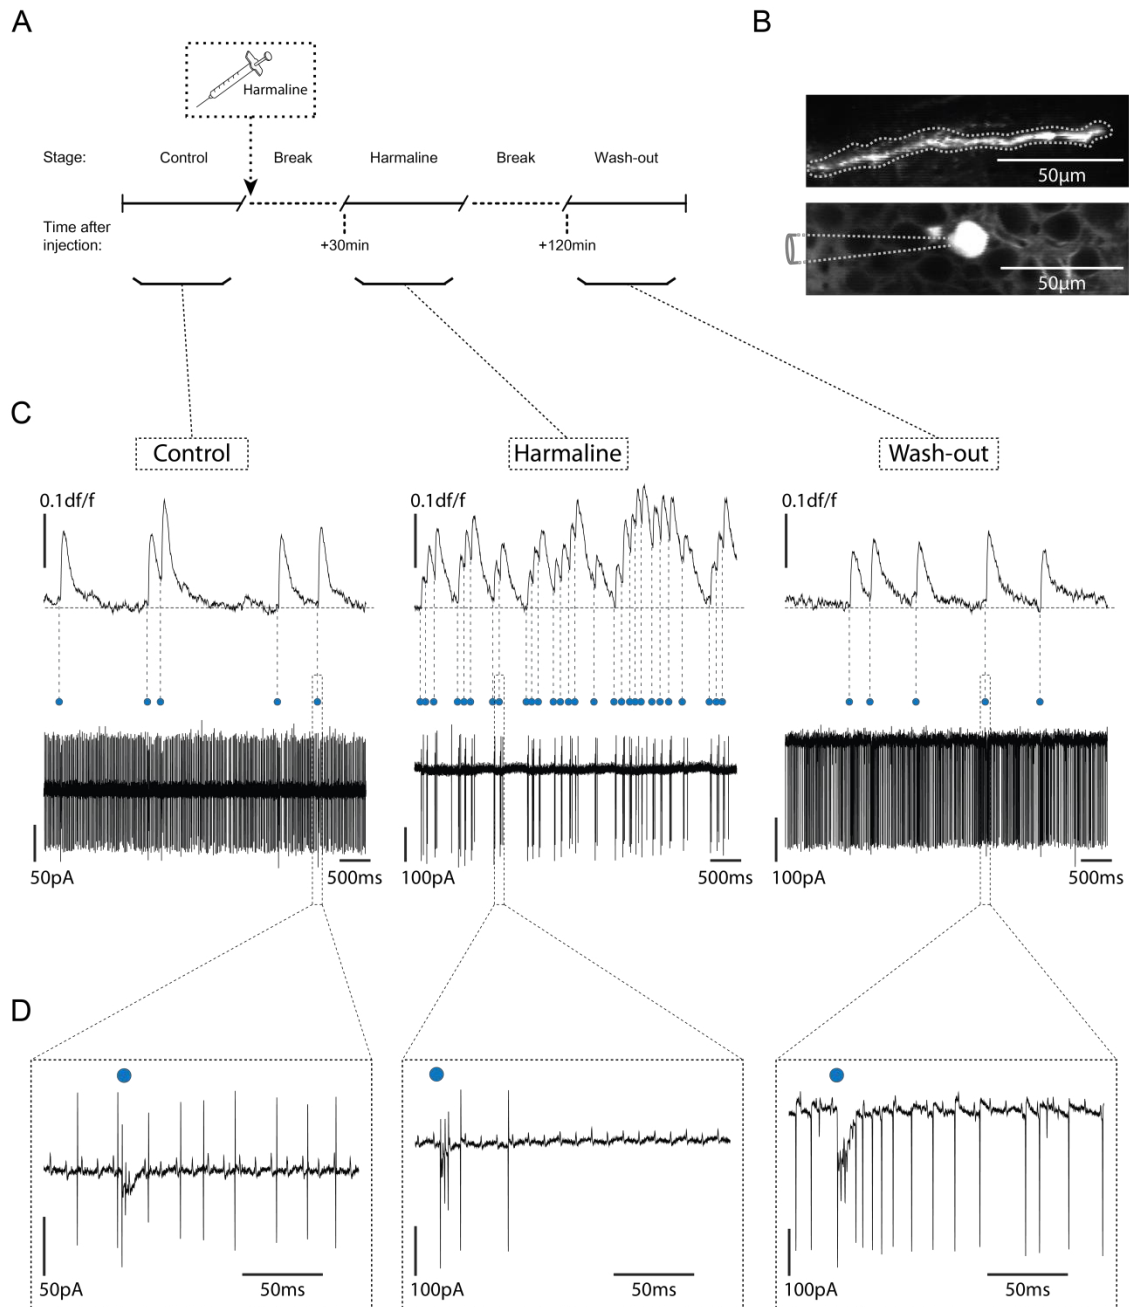 A
B
Harmaline
Stage:
Control
Break
Harmaline
Break
Wash-out
Time after
injection:
+30min
+120min
50µm
50µm
C
Control
Harmaline
Wash-out
0.1df/f
0.1df/f
0.1df/f
50pA
500ms
100pA
500ms
100pA
500ms
D
50pA
50ms
100pA
50ms
100pA
50ms